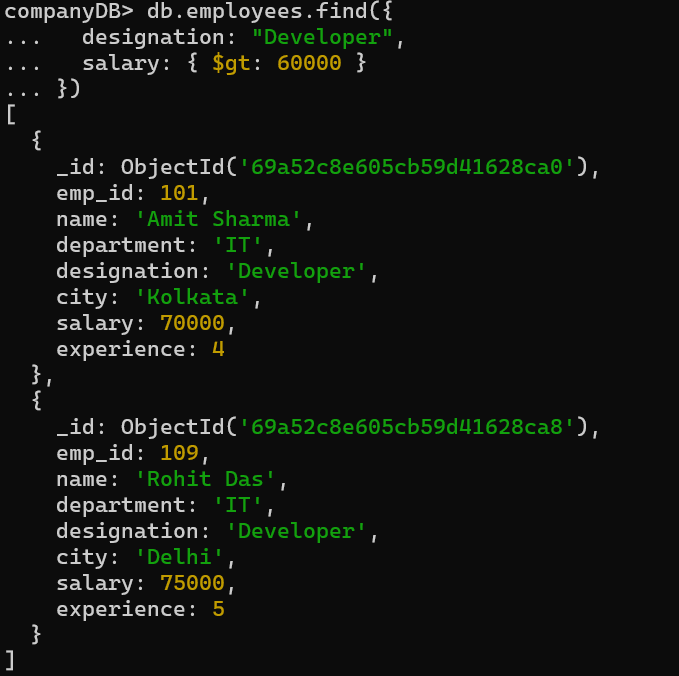 companyDB> db.employees.find({
...   designation: "Developer",
...   salary: { $gt: 60000 }
... })
[
  {
    _id: ObjectId('69a52c8e605cb59d41628ca0'),
    emp_id: 101,
    name: 'Amit Sharma',
    department: 'IT',
    designation: 'Developer',
    city: 'Kolkata',
    salary: 70000,
    experience: 4
  },
  {
    _id: ObjectId('69a52c8e605cb59d41628ca8'),
    emp_id: 109,
    name: 'Rohit Das',
    department: 'IT',
    designation: 'Developer',
    city: 'Delhi',
    salary: 75000,
    experience: 5
  }
]